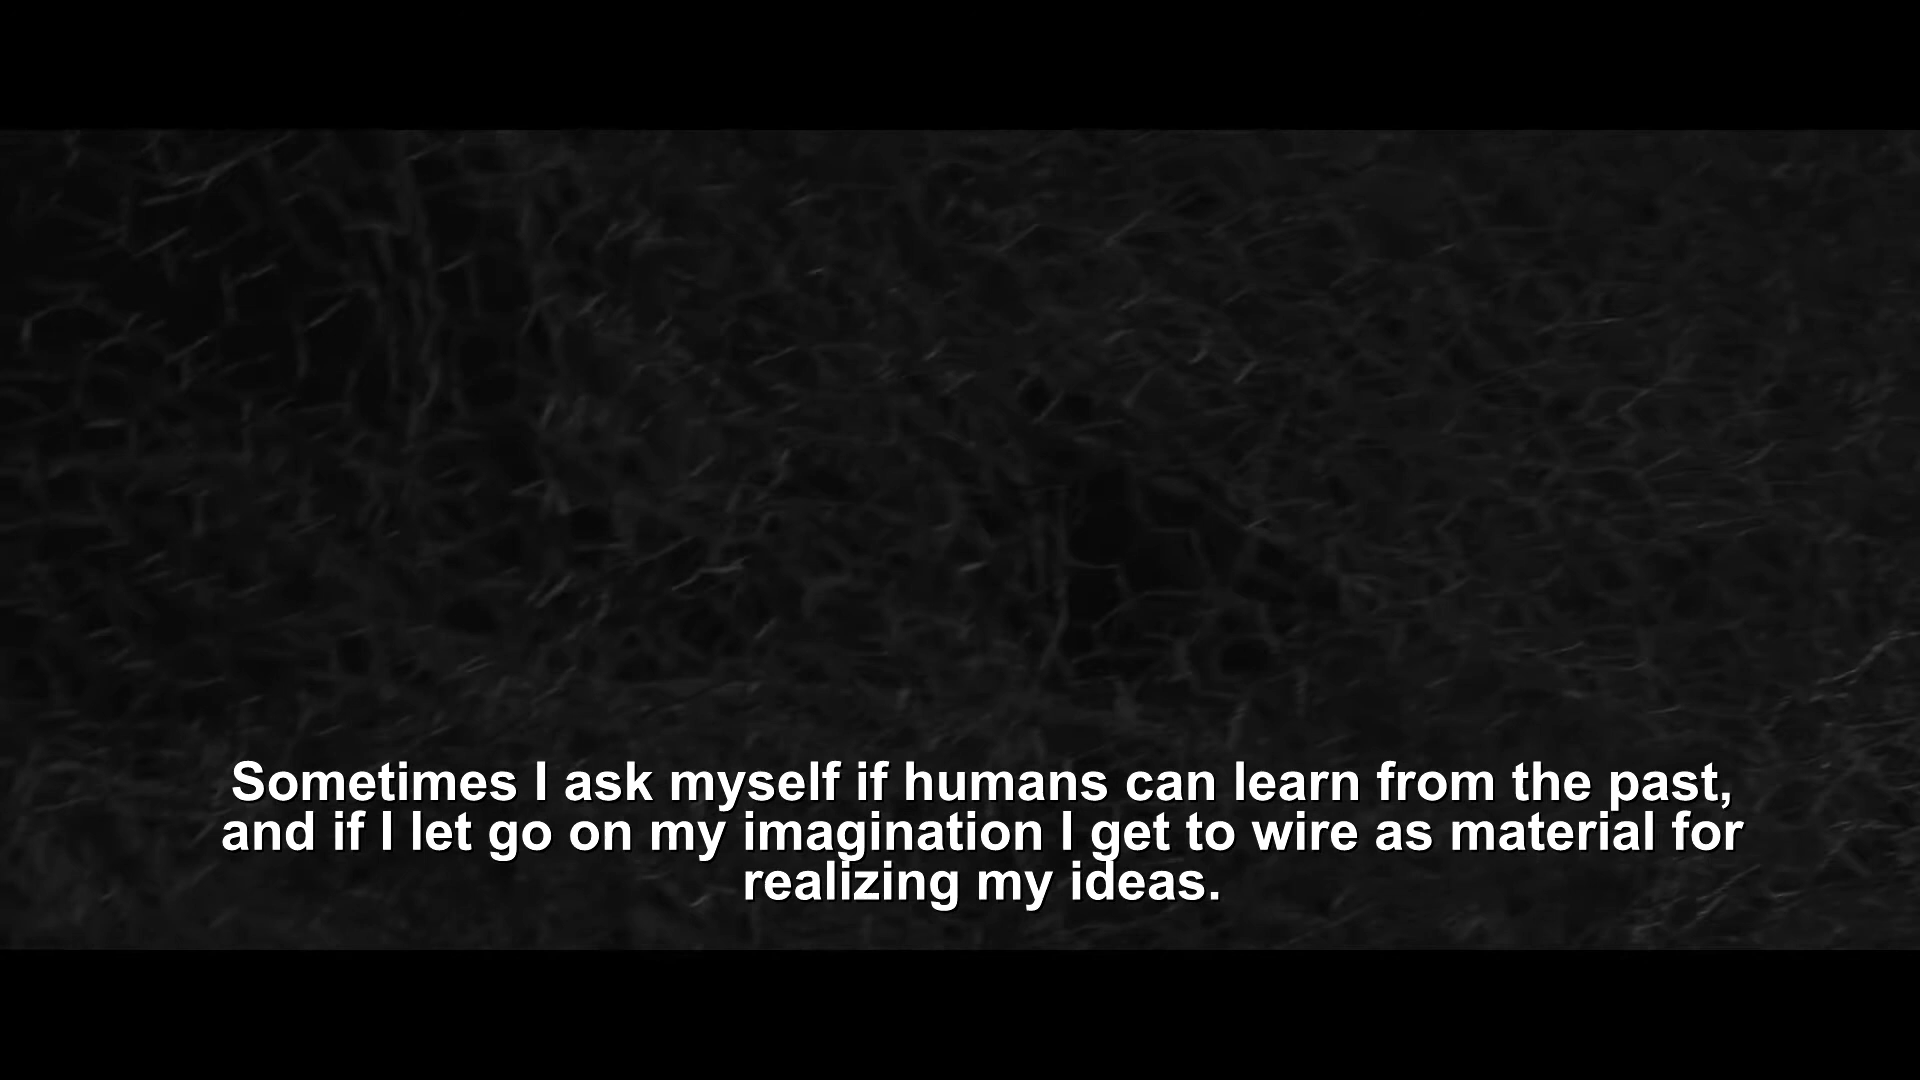 Sometimes I ask myself if humans can learn from the past,
and if I let go on my imagination I get to wire as material for
realizing my ideas.